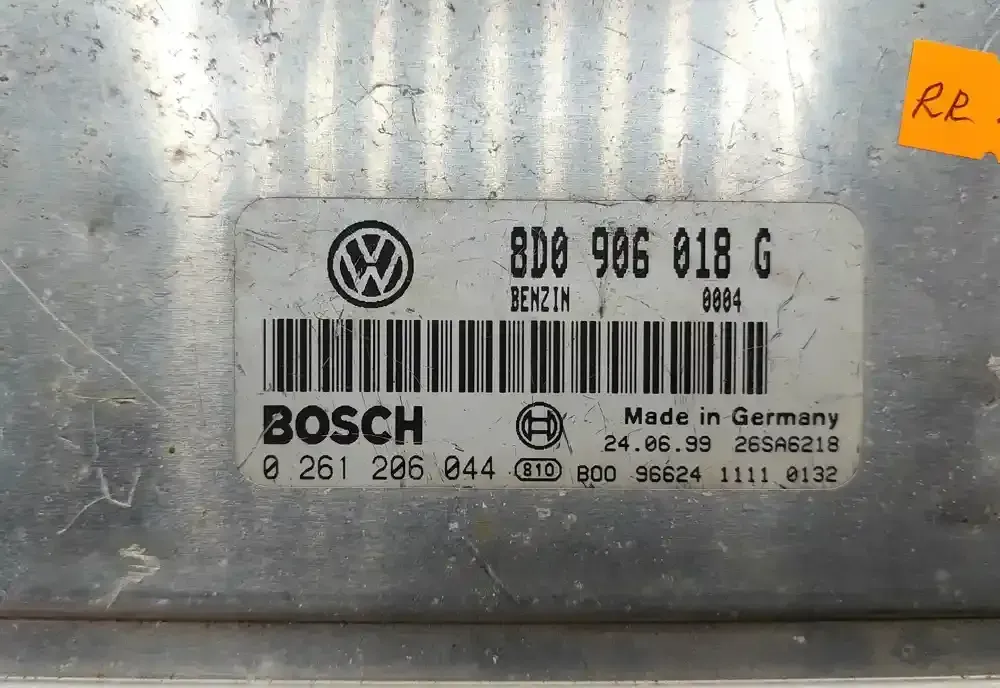 RR
8D0 906 018 G
BENZIN 0004
BOSCH
Made in Germany
24.06.99 26SA6218
0 261 206 044 810 B00 96624 1111 0132